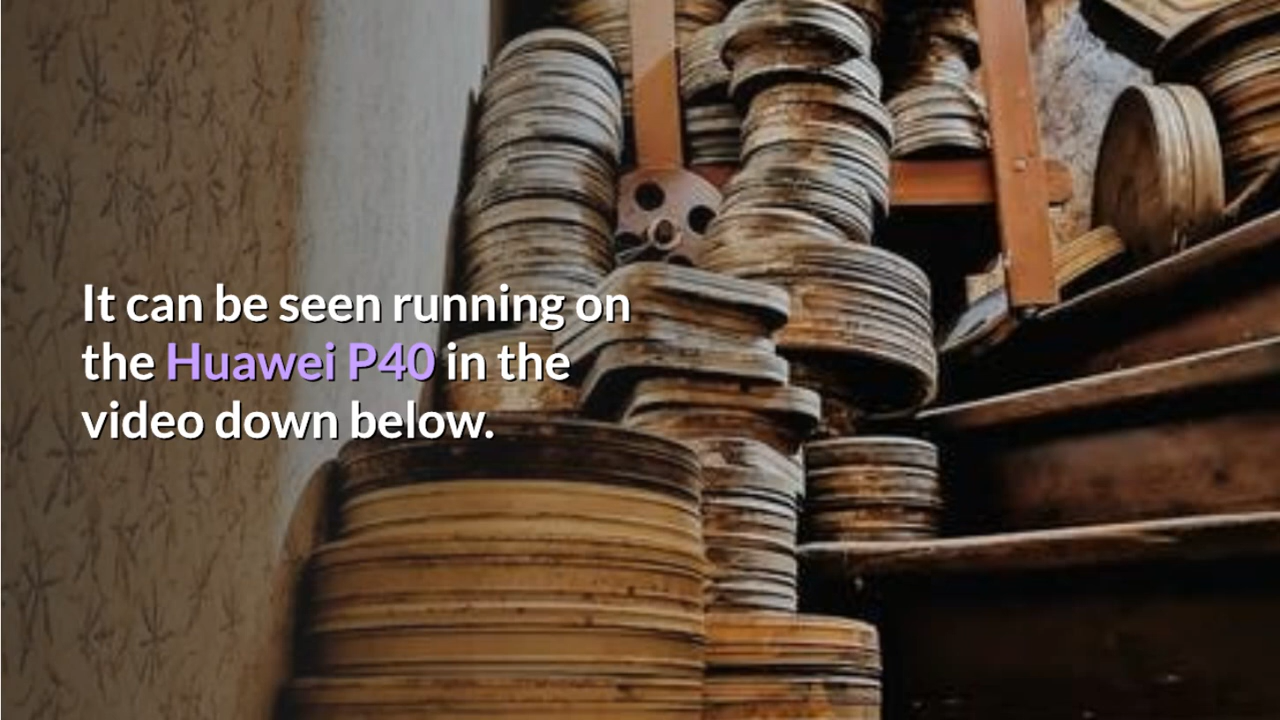 It can be seen running on
the Huawei P40 in the
video down below.